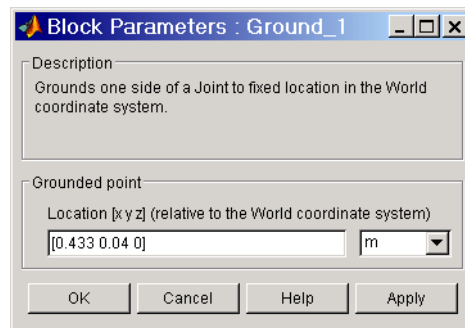 Block Parameters : Ground_1
Description
Grounds one side of a Joint to fixed location in the World
coordinate system.
Grounded point
Location [x y z] (relative to the World coordinate system)
[0.433 0.04 0] m
OK Cancel Help Apply